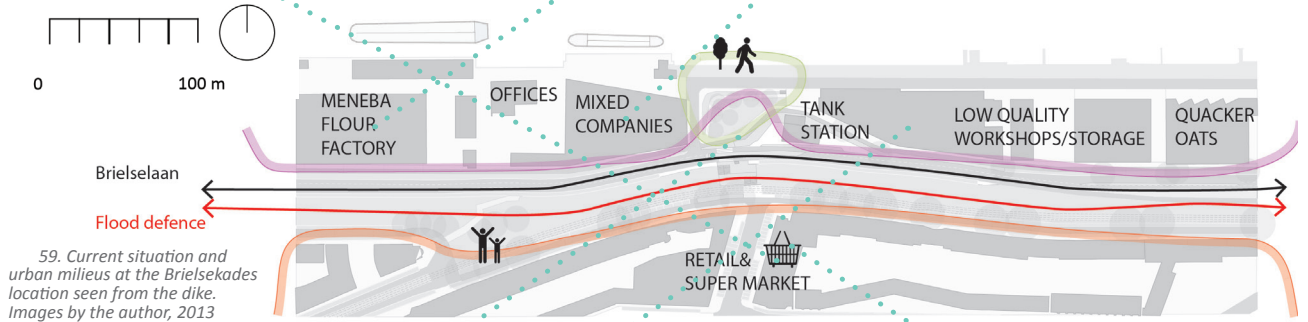 0
100 m
MENEBA
FLOUR
FACTORY
OFFICES
MIXED
COMPANIES
TANK
STATION
LOW QUALITY
WORKSHOPS/STORAGE
QUACKER
OATS
Brielselaan
Flood defence
RETAIL&
SUPER MARKET
59. Current situation and
urban milieus at the Brielsekades
location seen from the dike.
Images by the author, 2013